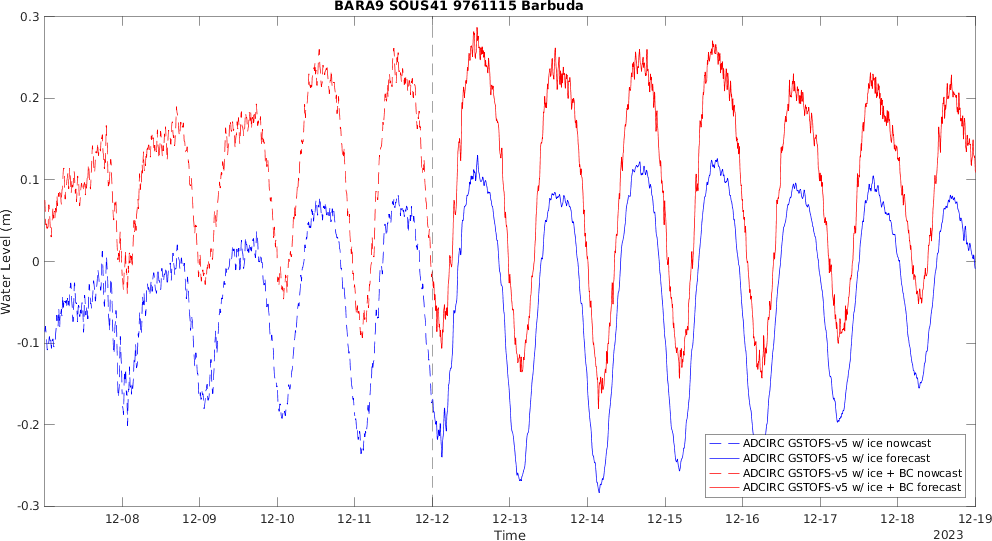 BARA9 SOUS41 9761115 Barbuda
Water Level (m)
0.3
0.2
0.1
0
-0.1
-0.2
-0.3
ADCIRC GSTOFS-v5 w/ ice nowcast
ADCIRC GSTOFS-v5 w/ ice forecast
ADCIRC GSTOFS-v5 w/ ice + BC nowcast
ADCIRC GSTOFS-v5 w/ ice + BC forecast
12-08 12-09 12-10 12-11 12-12 12-13 12-14 12-15 12-16 12-17 12-18 12-19
Time
2023